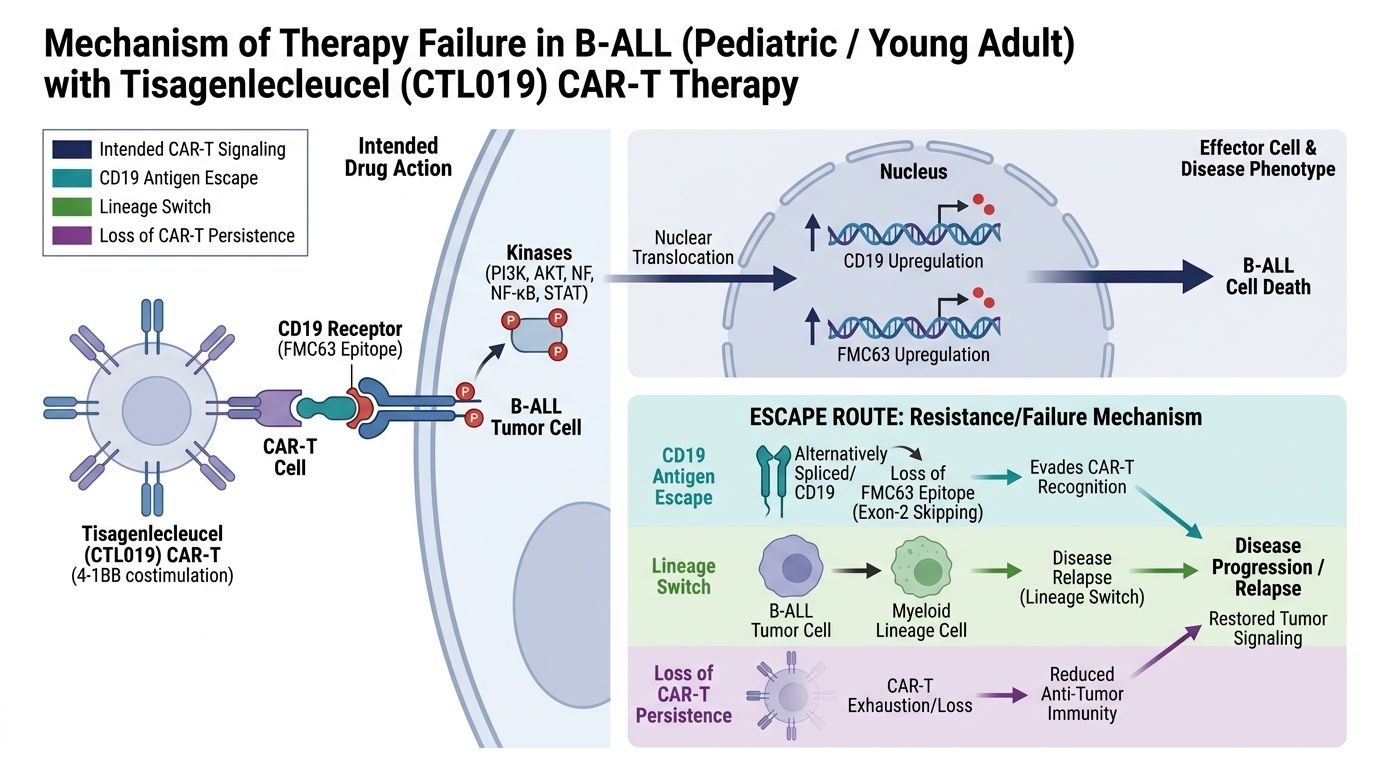 Mechanism of Therapy Failure in B-ALL (Pediatric / Young Adult)
with Tisagenlecleucel (CTL019) CAR-T Therapy
Intended CAR-T Signaling
CD19 Antigen Escape
Lineage Switch
Loss of CAR-T Persistence
Intended
Drug Action
Kinases
(PI3K, AKT, NF,
NF-κB, STAT)
P
P
P
CD19 Receptor
(FMC63 Epitope)
P
P
B-ALL
Tumor Cell
CAR-T
Cell
Tisagenlecleucel
(CTL019) CAR-T
(4-1BB costimulation)
Nuclear
Translocation
Nucleus
CD19 Upregulation
FMC63 Upregulation
Effector Cell &
Disease Phenotype
B-ALL
Cell Death
ESCAPE ROUTE: Resistance/Failure Mechanism
CD19
Antigen
Escape
Alternatively
Spliced/
CD19
Loss of
FMC63 Epitope
(Exon-2 Skipping)
Evades CAR-T
Recognition
Lineage
Switch
B-ALL
Tumor Cell
Myeloid
Lineage Cell
Disease
Relapse
(Lineage Switch)
Disease
Progression /
Relapse
Restored Tumor
Signaling
Loss of
CAR-T
Persistence
CAR-T
Exhaustion/Loss
Reduced
Anti-Tumor
Immunity